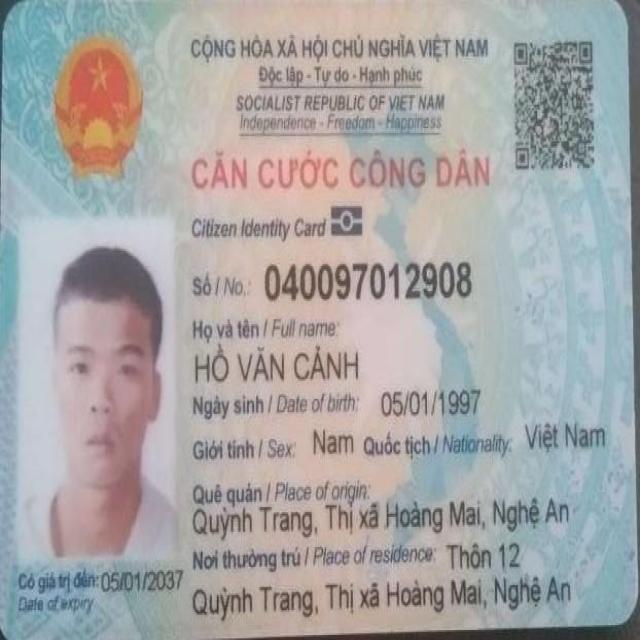 CỘNG HÒA XÃ HỘI CHỦ NGHĨA VIỆT NAM
Độc lập - Tự do - Hạnh phúc
SOCIALIST REPUBLIC OF VIET NAM
Independence - Freedom - Happiness
CĂN CƯỚC CÔNG DÂN
Citizen Identity Card
Số / No.: 040097012908
Họ và tên / Full name:
HỒ VĂN CẢNH
Ngày sinh / Date of birth: 05/01/1997
Giới tính / Sex: Nam Quốc tịch / Nationality: Việt Nam
Quê quán / Place of origin:
Quỳnh Trang, Thị xã Hoàng Mai, Nghệ An
Nơi thường trú / Place of residence: Thôn 12
Quỳnh Trang, Thị xã Hoàng Mai, Nghệ An
Có giá trị đến: 05/01/2037
Date of expiry